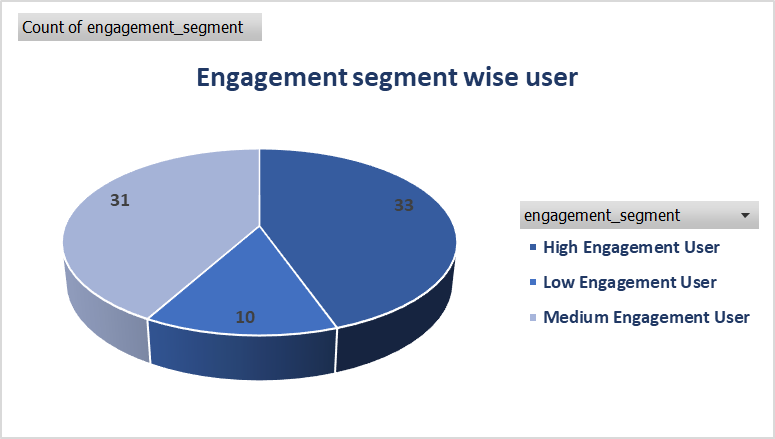 Count of engagement_segment
Engagement segment wise user
31
33
10
engagement_segment
High Engagement User
Low Engagement User
Medium Engagement User